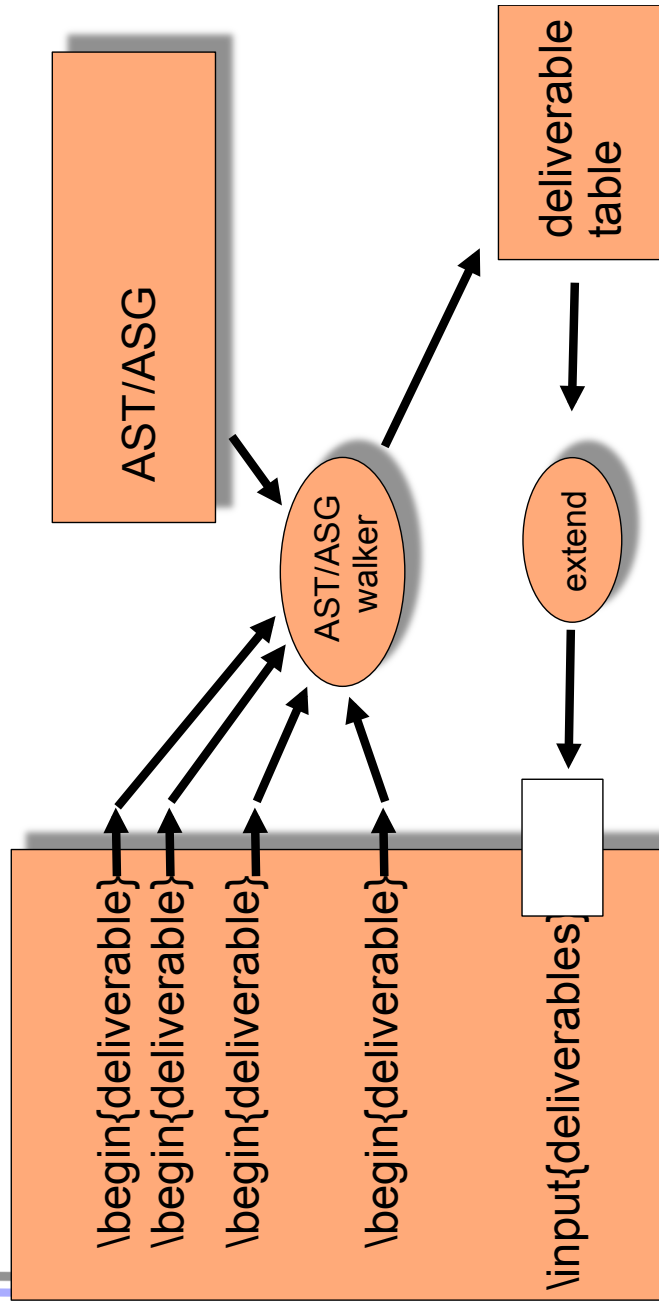 \begin{deliverable}
\begin{deliverable}
\begin{deliverable}
\begin{deliverable}
\input{deliverables}
AST/ASG
walker
extend
AST/ASG
deliverable
table